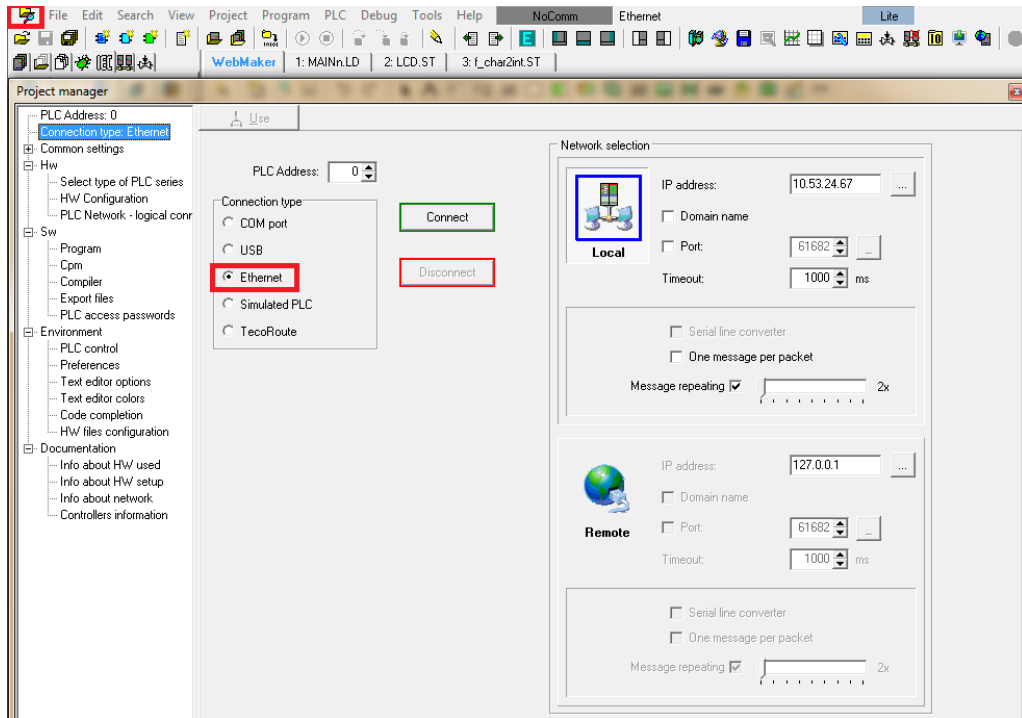 File Edit Search View Project Program PLC Debug Tools Help NoComm Ethernet Lite
WebMaker 1: MAINn.LD 2: LCD.ST 3: f_char2int.ST
Project manager
PLC Address: 0
Connection type: Ethernet
Common settings
Hw
Select type of PLC series
HW Configuration
PLC Network - logical conr
Sw
Program
Cpm
Compiler
Export files
PLC access passwords
Environment
PLC control
Preferences
Text editor options
Text editor colors
Code completion
HW files configuration
Documentation
Info about HW used
Info about HW setup
Info about network
Controllers information
Use
PLC Address: 0
Connection type
COM port
USB
Ethernet
Simulated PLC
TecoRoute
Connect
Disconnect
Network selection
Local
IP address: 10.53.24.67 ...
Domain name
Port: 61682 ...
Timeout: 1000 ms
Serial line converter
One message per packet
Message repeating 2x
Remote
IP address: 127.0.0.1 ...
Domain name
Port: 61682 ...
Timeout: 1000 ms
Serial line converter
One message per packet
Message repeating 2x